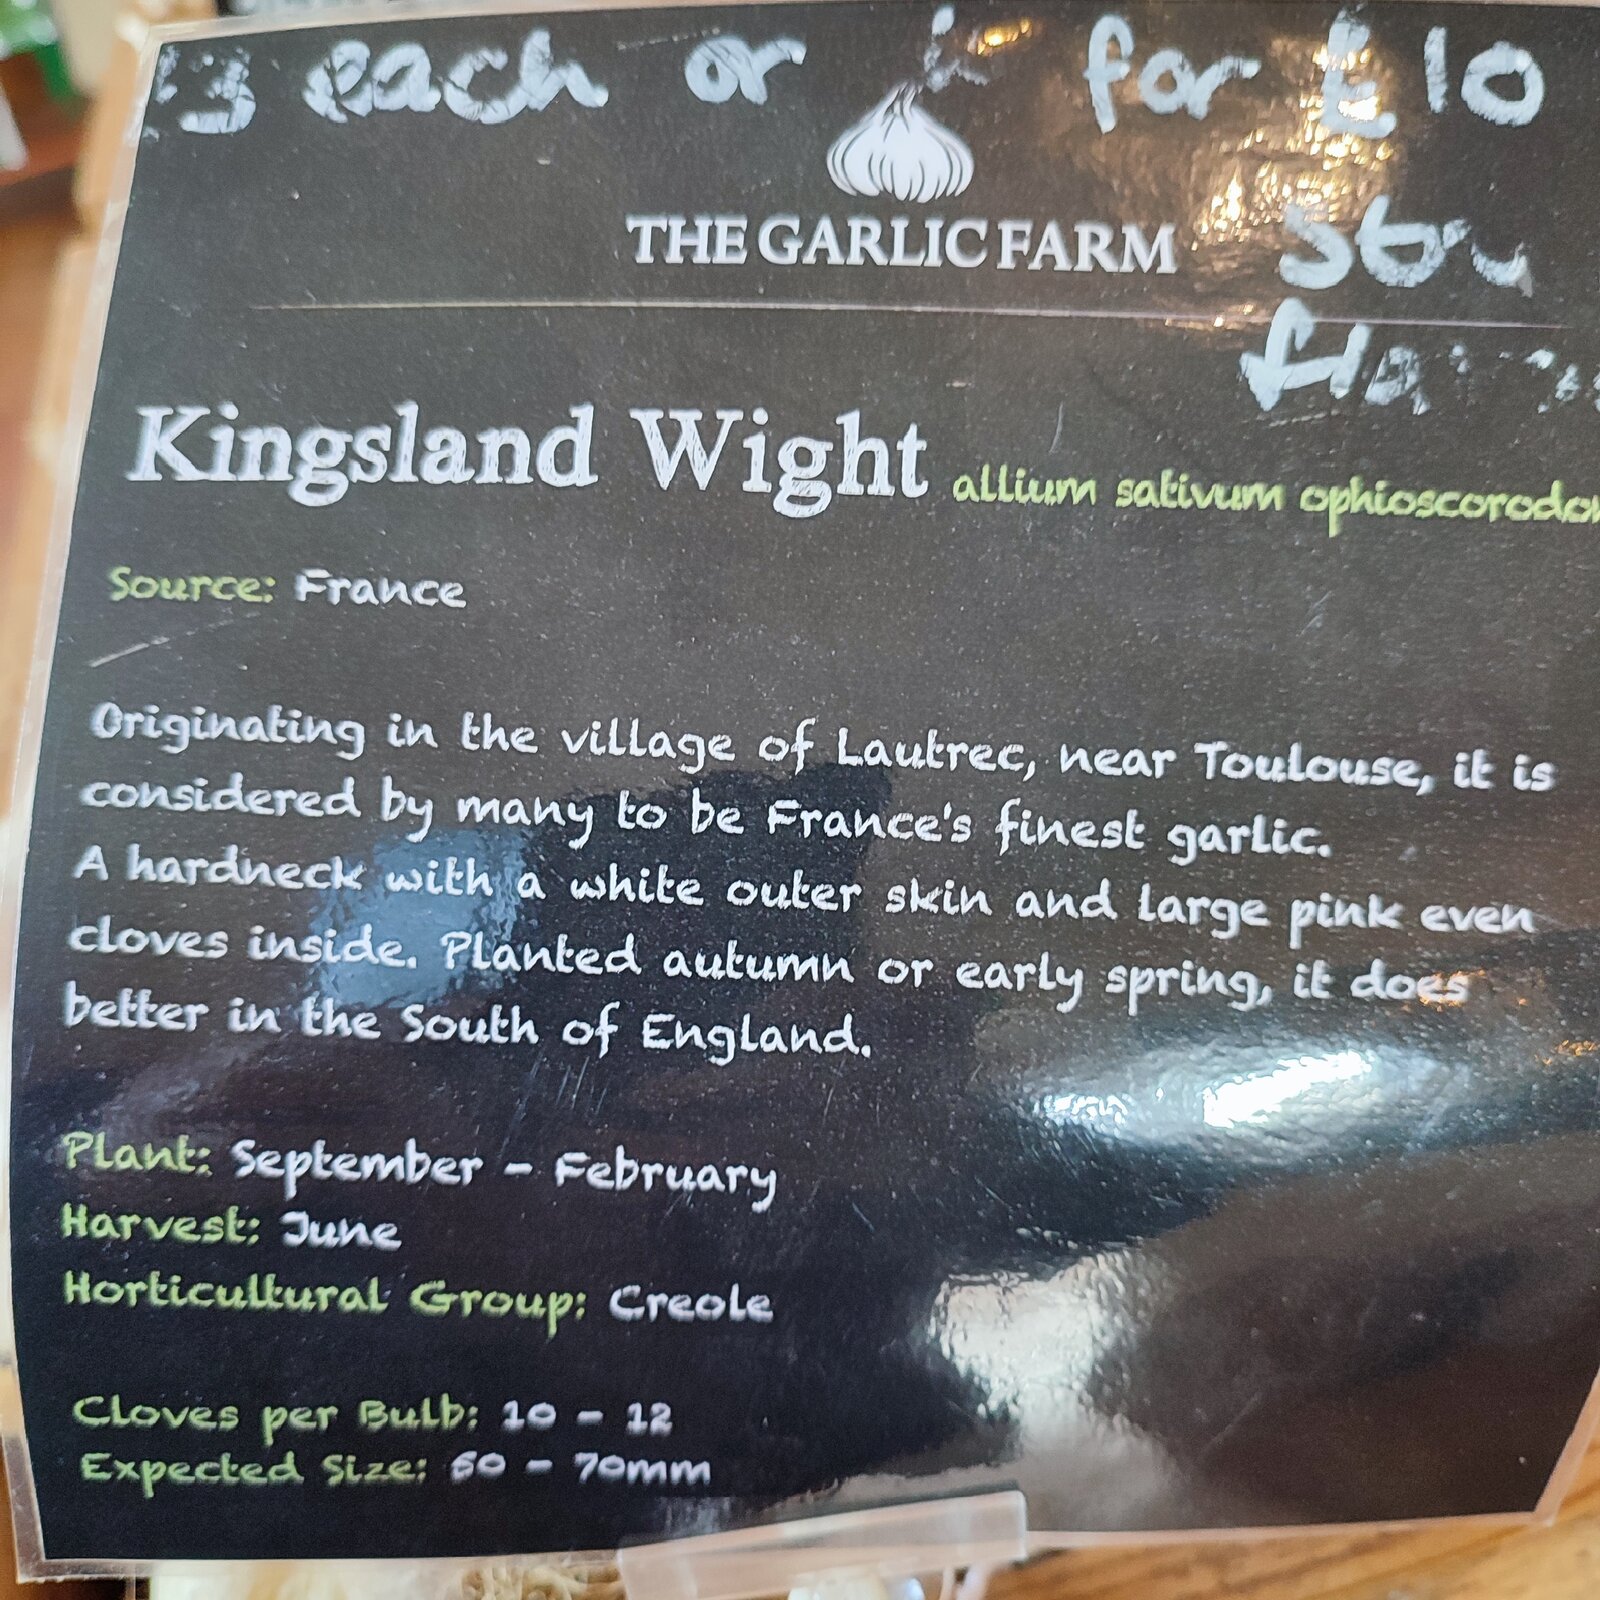 3 each or for £10
THE GARLIC FARM
Kingsland Wight allium sativum ophioscorodon
Source: France
Originating in the village of Lautrec, near Toulouse, it is
considered by many to be France's finest garlic.
A hardneck with a white outer skin and large pink even
cloves inside. Planted autumn or early spring, it does
better in the South of England.
Plant: September - February
Harvest: June
Horticultural Group: Creole
Cloves per Bulb: 10 - 12
Expected Size: 60 - 70mm